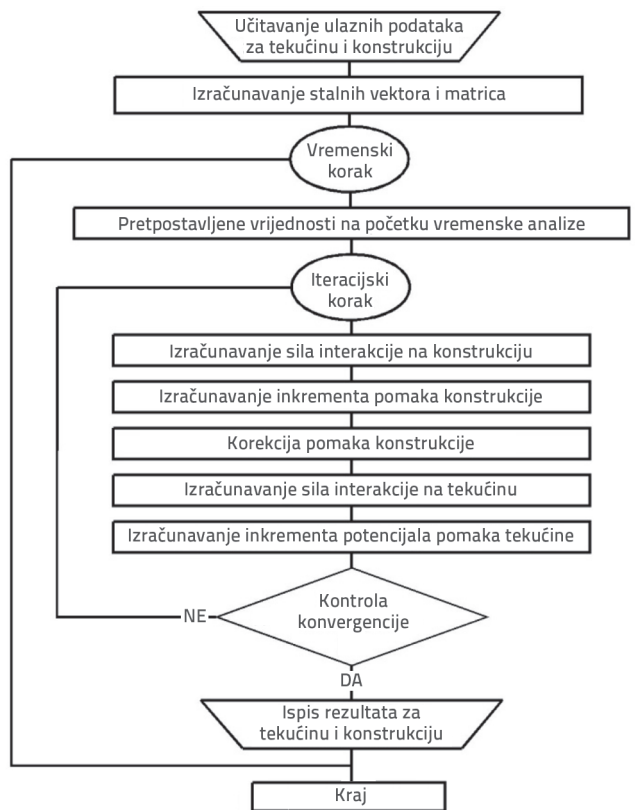 Učitavanje ulaznih podataka
za tekućinu i konstrukciju
Izračunavanje stalnih vektora i matrica
Vremenski
korak
Pretpostavljene vrijednosti na početku vremenske analize
Iteracijski
korak
Izračunavanje sila interakcije na konstrukciju
Izračunavanje inkrementa pomaka konstrukcije
Korekcija pomaka konstrukcije
Izračunavanje sila interakcije na tekućinu
Izračunavanje inkrementa potencijala pomaka tekućine
Kontrola
konvergencije
NE
DA
Ispis rezultata za
tekućinu i konstrukciju
Kraj